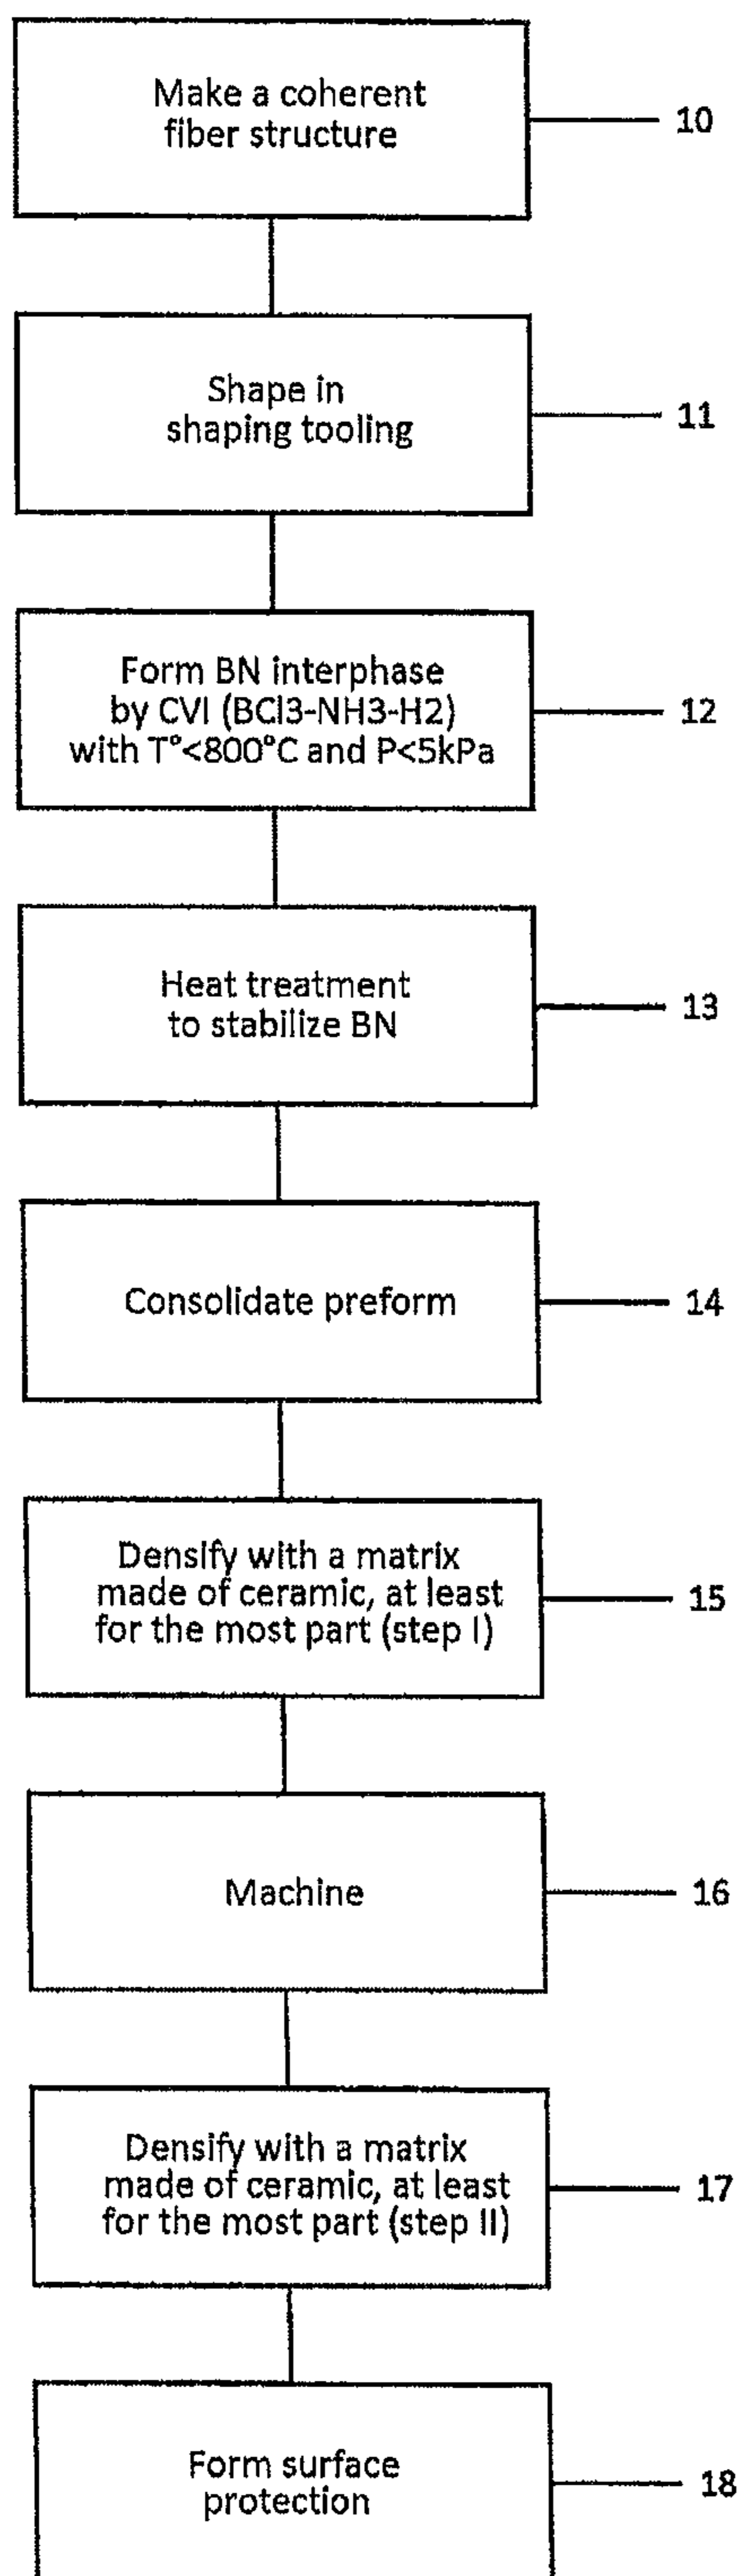 Make a coherent
fiber structure
10
Shape in
shaping tooling
11
Form BN interphase
by CVI (BCl3-NH3-H2)
with T°<800°C and P<5kPa
12
Heat treatment
to stabilize BN
13
Consolidate preform
14
Densify with a matrix
made of ceramic, at least
for the most part (step I)
15
Machine
16
Densify with a matrix
made of ceramic, at least
for the most part (step II)
17
Form surface
protection
18